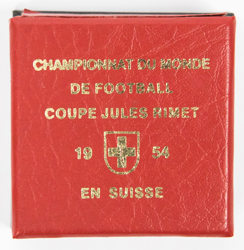 CHAMPIONNAT DU MONDE
DE FOOTBALL
COUPE JULES RIMET
19 54
EN SUISSE